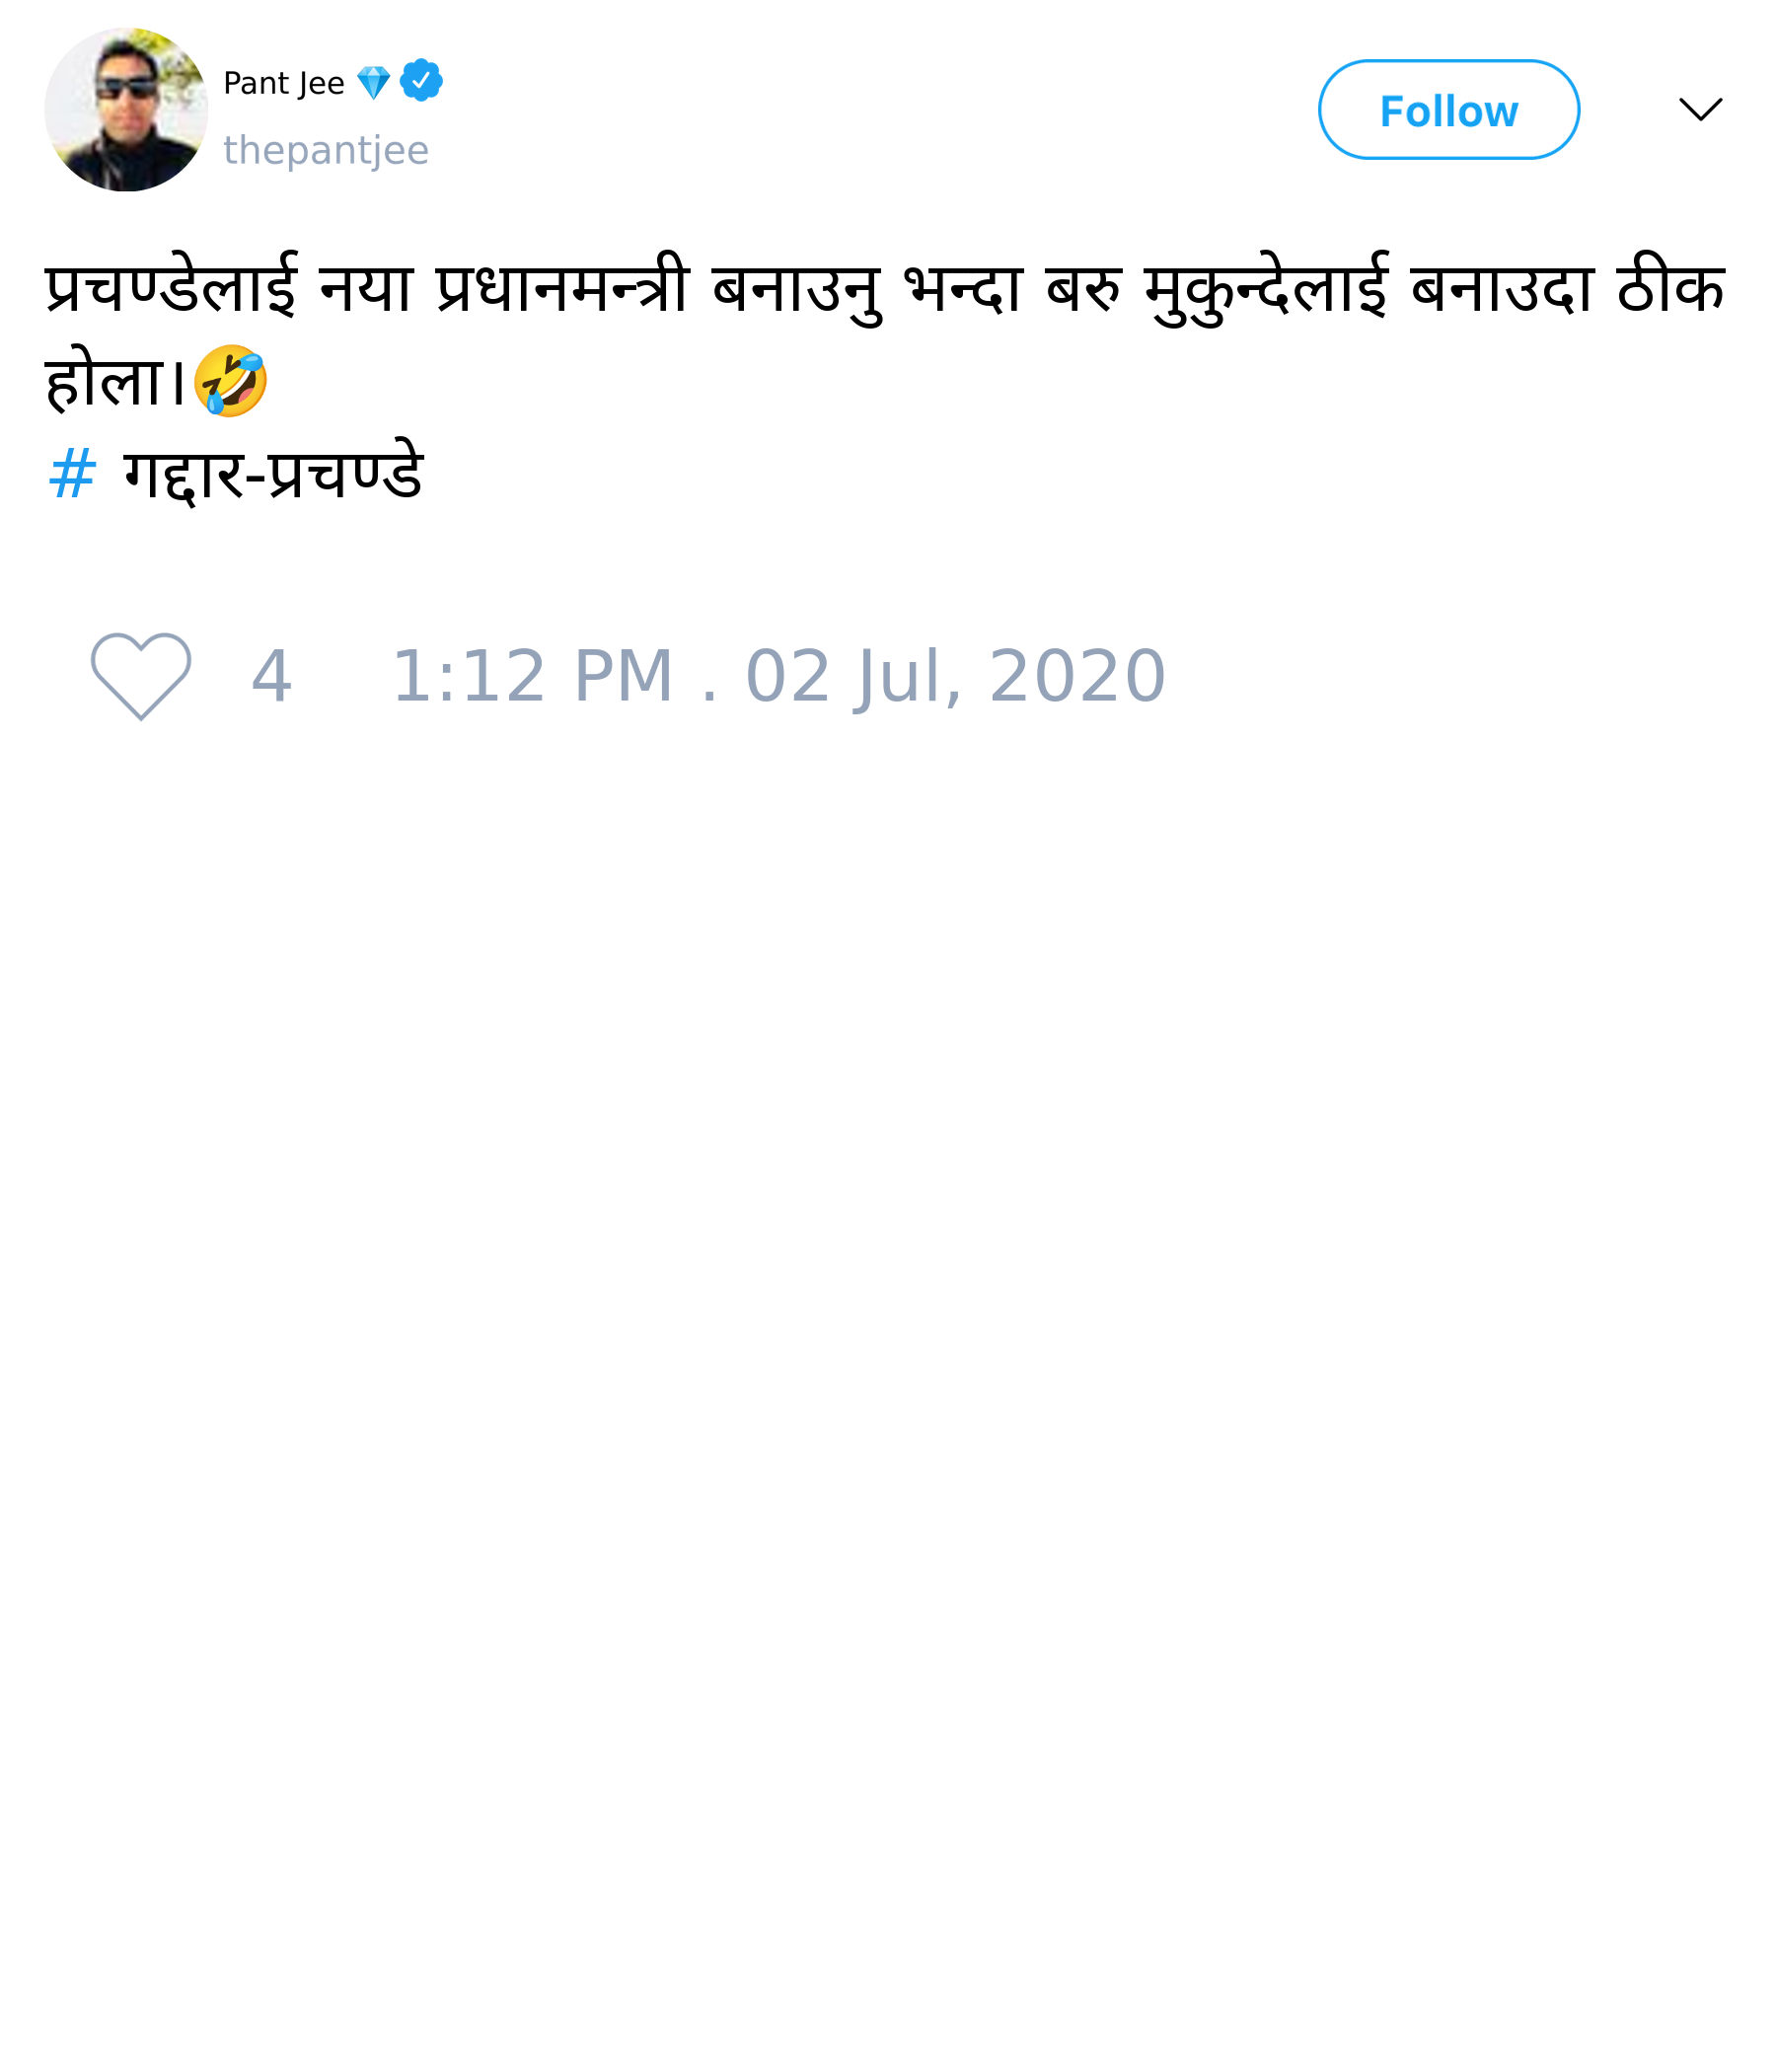 Pant Jee 💎
thepantjee
Follow
प्रचण्डेलाई नया प्रधानमन्त्री बनाउनु भन्दा बरु मुकुन्देलाई बनाउदा ठीक
होला।🤣
# गद्दार-प्रचण्डे
4 1:12 PM . 02 Jul, 2020